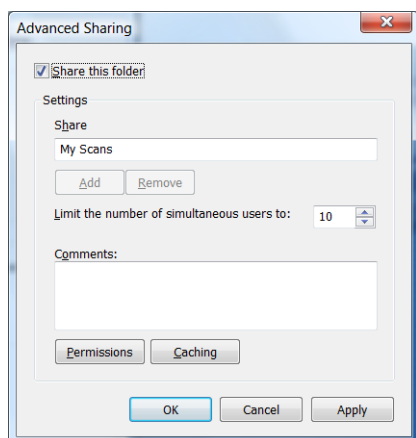 Advanced Sharing
Share this folder
Settings
Share
My Scans
Add Remove
Limit the number of simultaneous users to: 10
Comments:
Permissions Caching
OK Cancel Apply